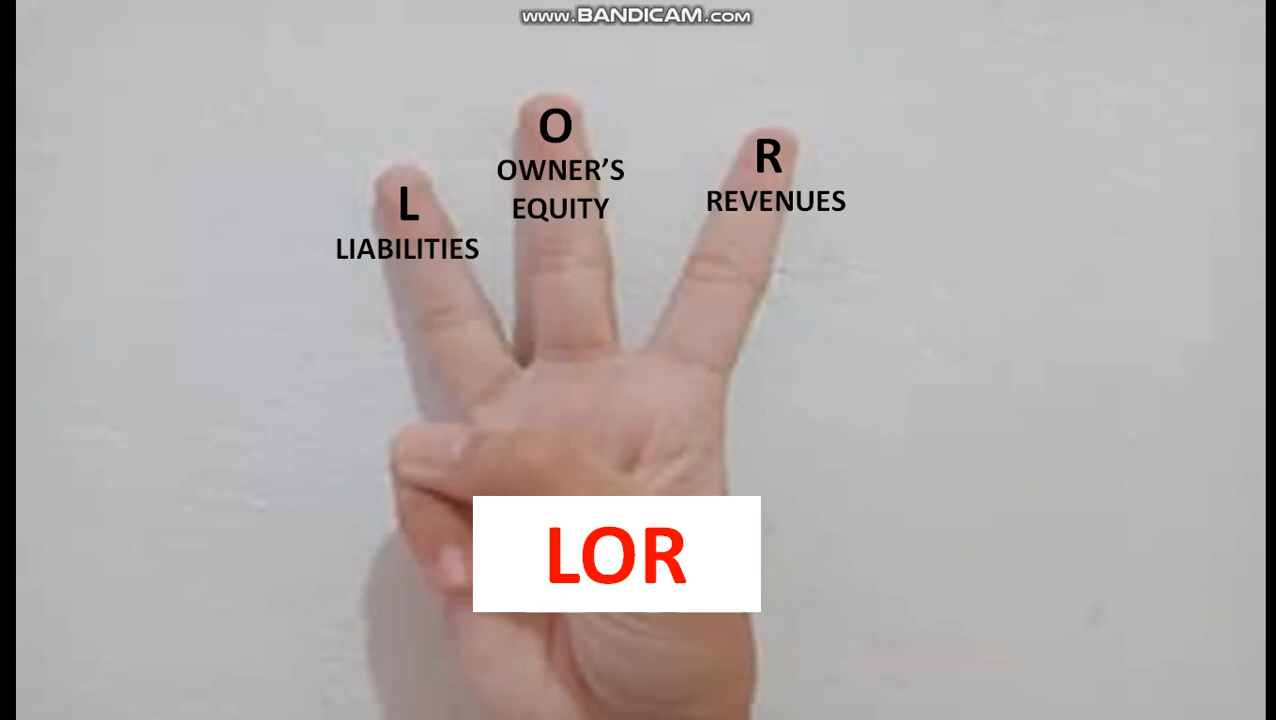 www.BANDICAM.com
O
OWNER'S
EQUITY
R
REVENUES
L
LIABILITIES
LOR